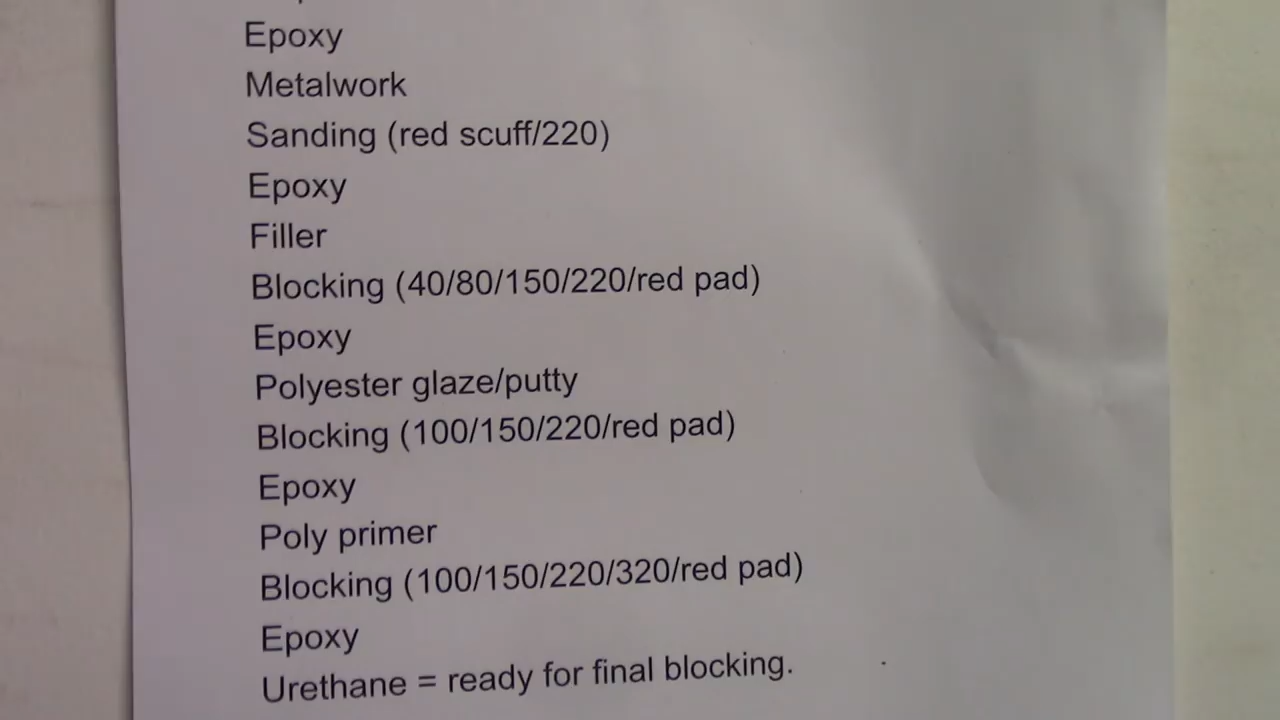 Epoxy
Metalwork
Sanding (red scuff/220)
Epoxy
Filler
Blocking (40/80/150/220/red pad)
Epoxy
Polyester glaze/putty
Blocking (100/150/220/red pad)
Epoxy
Poly primer
Blocking (100/150/220/320/red pad)
Epoxy
Urethane = ready for final blocking.